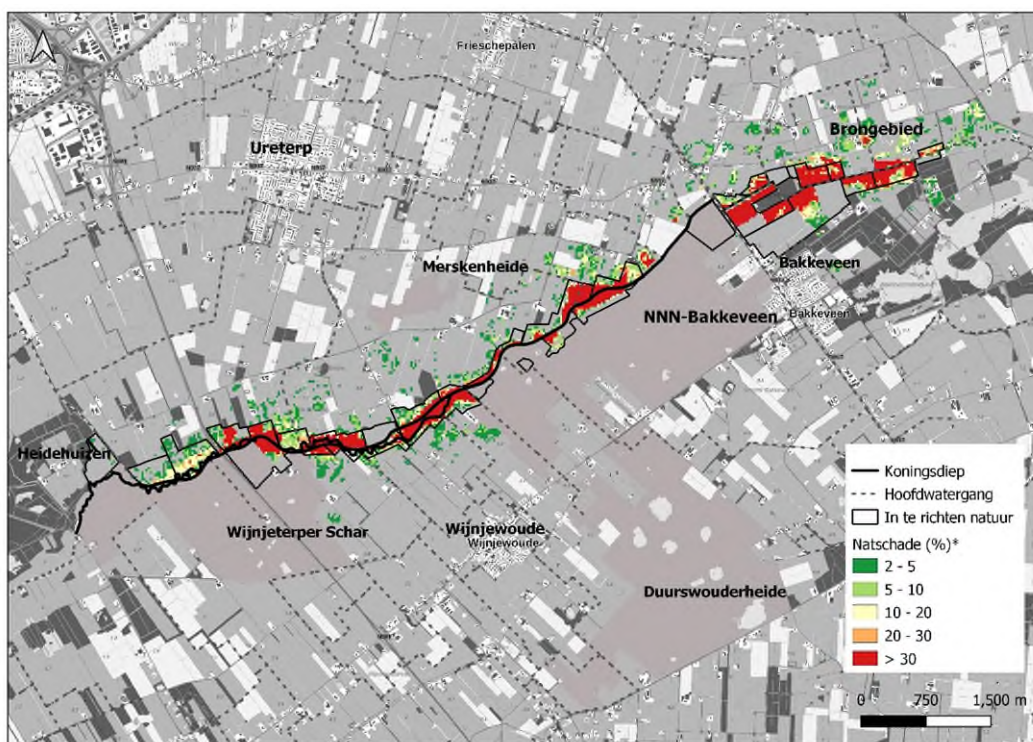 Frieschepalen
Ureterp
Brongebied
Merskenheide
Bakkeveen
Bakkeveen
NNN-Bakkeveen
Heidehuizen
Wijnjeterper Schar
Wijnjewoude
Wijnjewoude
Duurswouderheide
Koningsdiep
Hoofdwatergang
In te richten natuur
Natschade (%)*
2 - 5
5 - 10
10 - 20
20 - 30
> 30
0 750 1,500 m